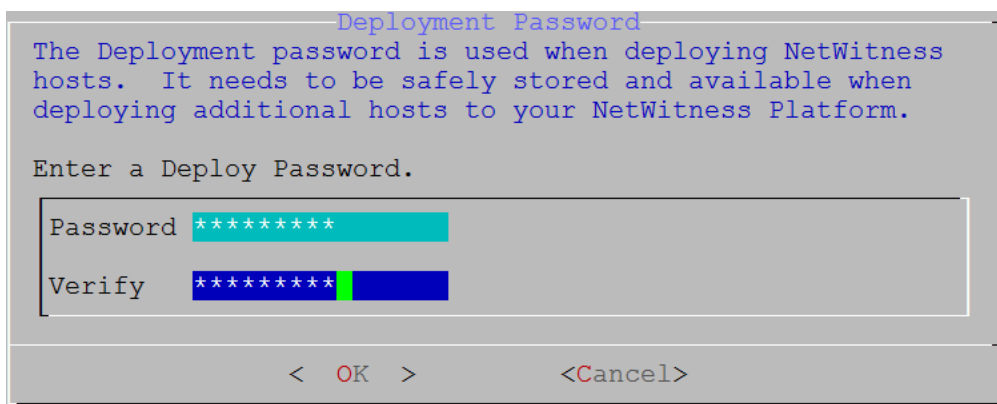 Deployment Password
The Deployment password is used when deploying NetWitness
hosts.  It needs to be safely stored and available when
deploying additional hosts to your NetWitness Platform.
Enter a Deploy Password.
Password *********
Verify *********
< OK > <Cancel>